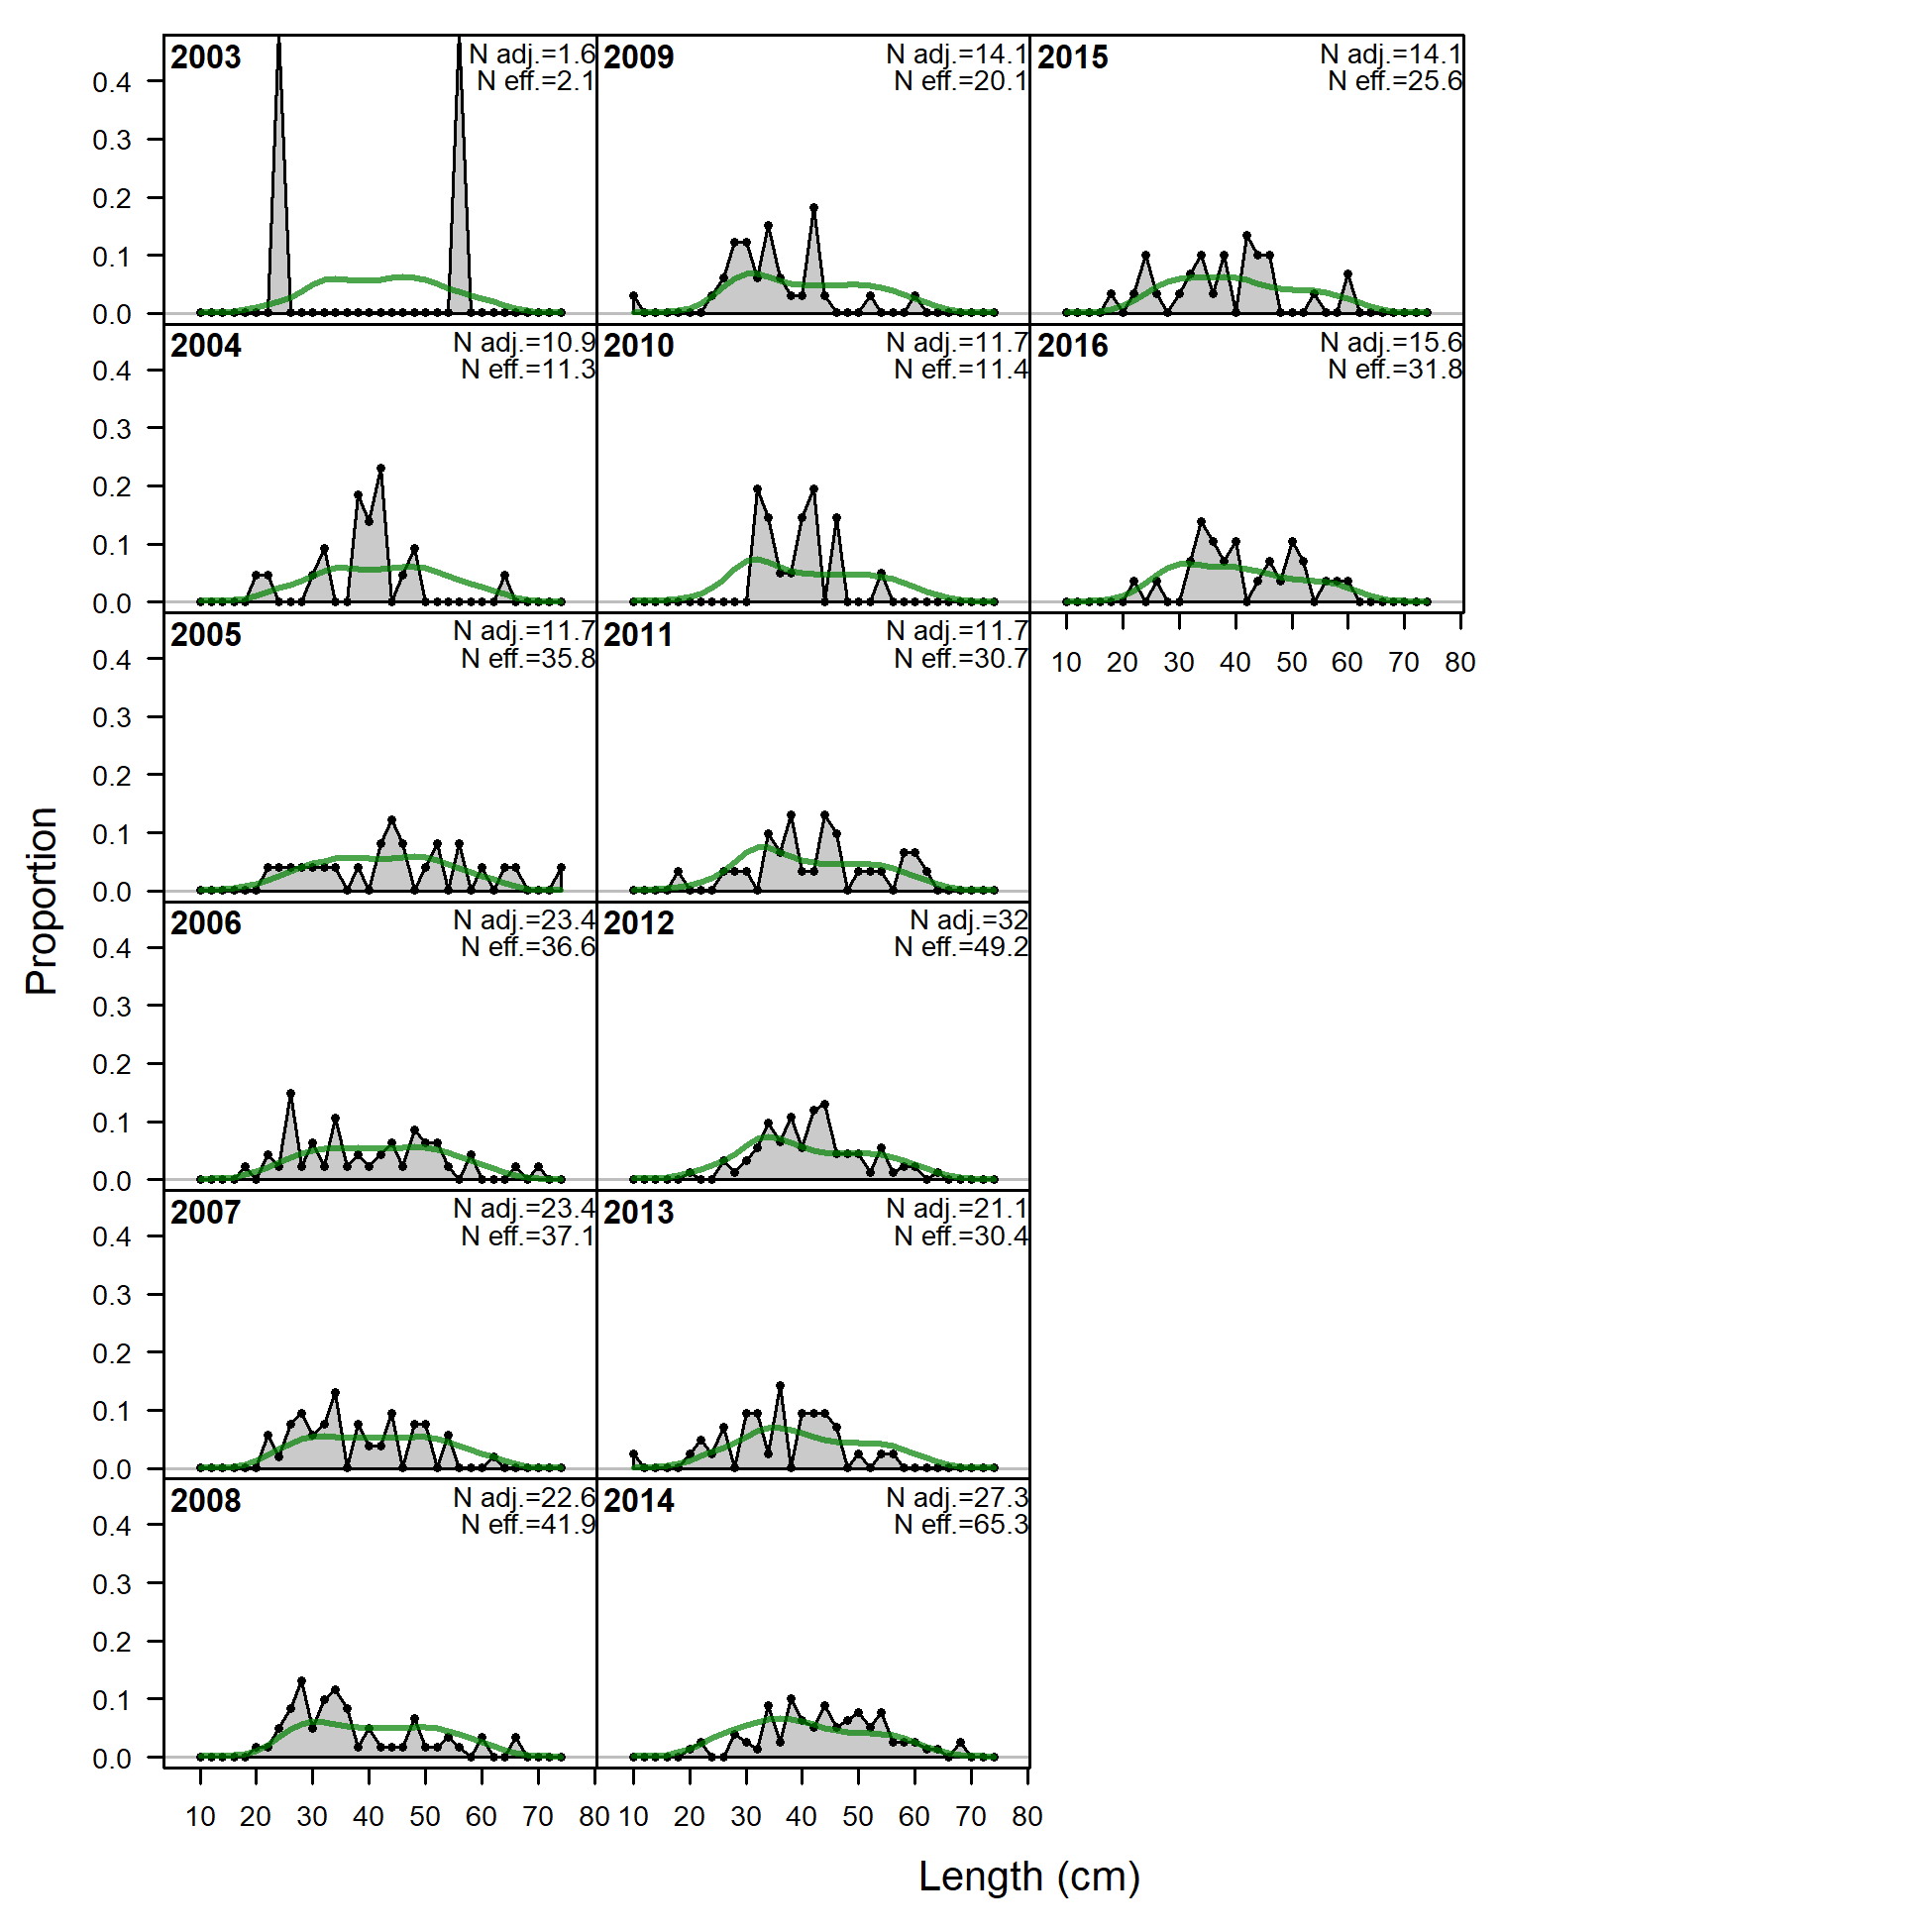 2003
N adj.=1.6
N eff.=2.1
0.4
0.3
0.2
0.1
0.0
2009
N adj.=14.1
N eff.=20.1
2015
N adj.=14.1
N eff.=25.6
2004
N adj.=10.9
N eff.=11.3
0.4
0.3
0.2
0.1
0.0
2010
N adj.=11.7
N eff.=11.4
2016
N adj.=15.6
N eff.=31.8
10 20 30 40 50 60 70 80
2005
N adj.=11.7
N eff.=35.8
0.4
0.3
0.2
0.1
0.0
2011
N adj.=11.7
N eff.=30.7
Proportion
2006
N adj.=23.4
N eff.=36.6
0.4
0.3
0.2
0.1
0.0
2012
N adj.=32
N eff.=49.2
2007
N adj.=23.4
N eff.=37.1
0.4
0.3
0.2
0.1
0.0
2013
N adj.=21.1
N eff.=30.4
2008
N adj.=22.6
N eff.=41.9
0.4
0.3
0.2
0.1
0.0
2014
N adj.=27.3
N eff.=65.3
10 20 30 40 50 60 70 80
10 20 30 40 50 60 70 80
Length (cm)